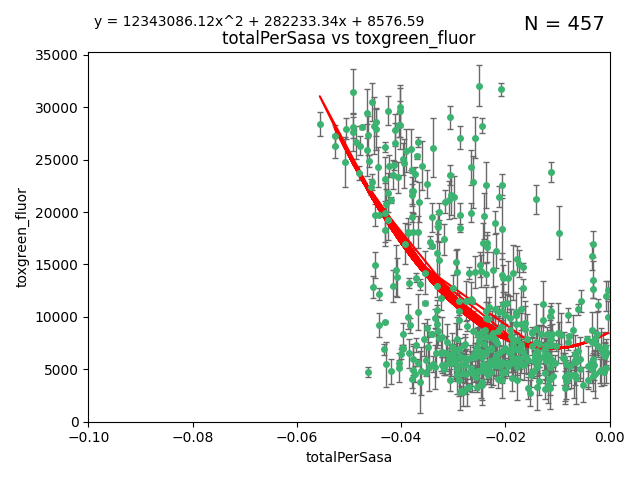 y = 12343086.12x^2 + 282233.34x + 8576.59
N = 457
totalPerSasa vs toxgreen_fluor
35000
30000
25000
20000
15000
10000
5000
0
toxgreen_fluor
−0.10 −0.08 −0.06 −0.04 −0.02 0.00
totalPerSasa